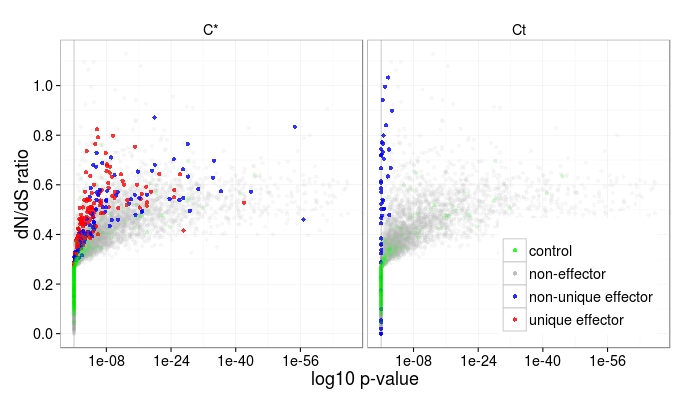 C*
Ct
dN/dS ratio
1.0
0.8
0.6
0.4
0.2
0.0
control
non-effector
non-unique effector
unique effector
1e-08
1e-24
1e-40
1e-56
1e-08
1e-24
1e-40
1e-56
log10 p-value